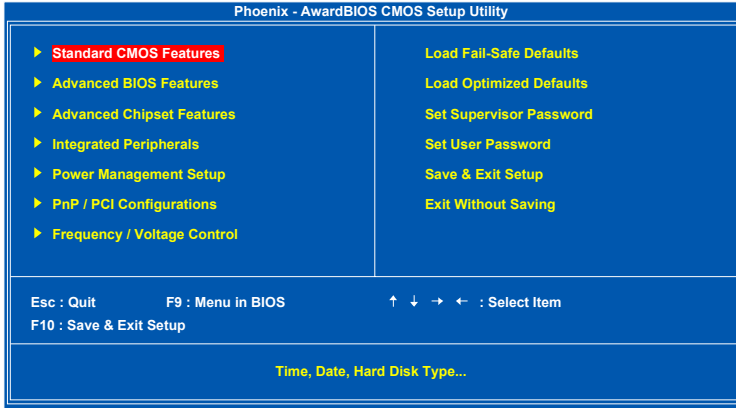 Phoenix - AwardBIOS CMOS Setup Utility
Standard CMOS Features
Advanced BIOS Features
Advanced Chipset Features
Integrated Peripherals
Power Management Setup
PnP / PCI Configurations
Frequency / Voltage Control
Load Fail-Safe Defaults
Load Optimized Defaults
Set Supervisor Password
Set User Password
Save & Exit Setup
Exit Without Saving
Esc : Quit F9 : Menu in BIOS ↑ ↓ → ← : Select Item
F10 : Save & Exit Setup
Time, Date, Hard Disk Type...